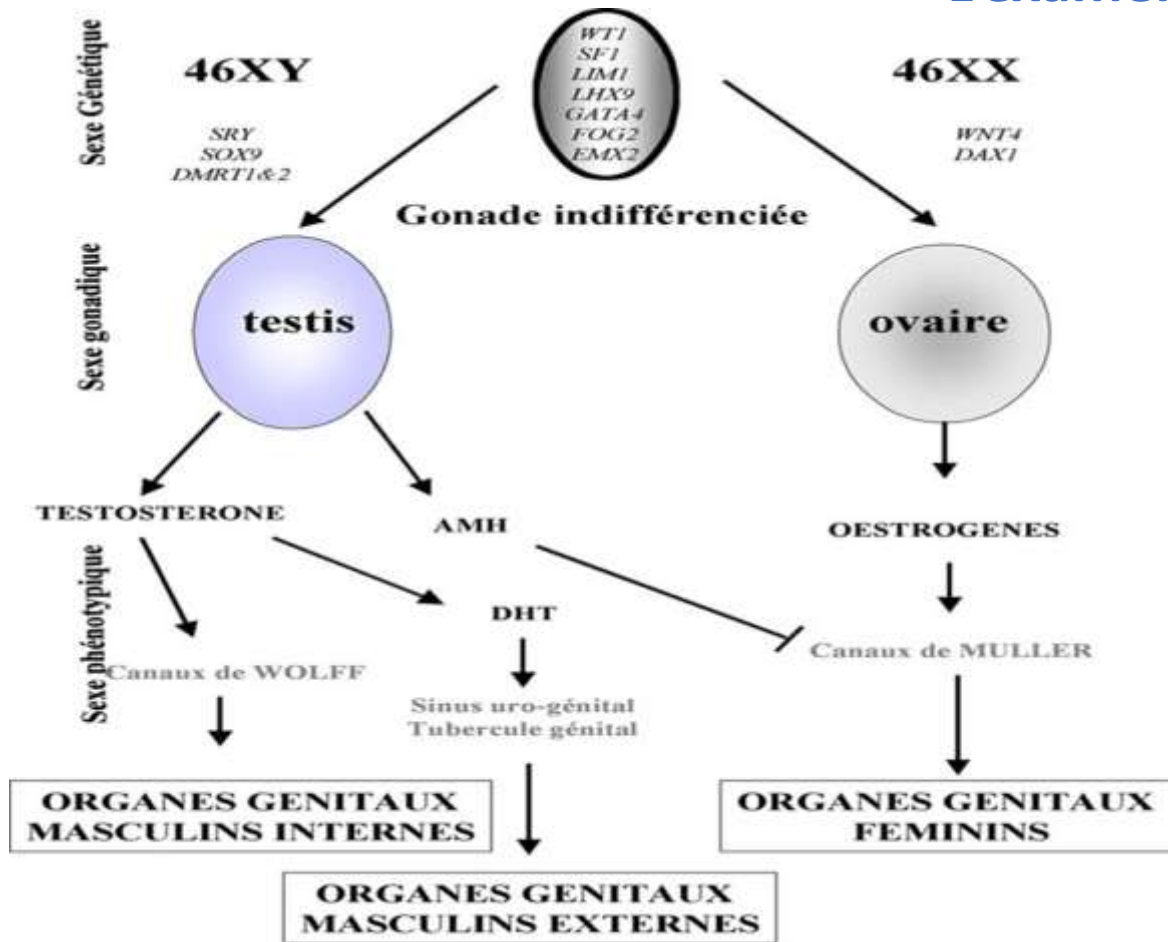 Sexe Génétique
46XY
SRY
SOX9
DMRT1&2
WT1
SF1
LIM1
LHX9
GATA4
FOG2
EMX2
46XX
WNT4
DAX1
Gonade indifférenciée
Sexe gonadique
testis
ovaire
Sexe phénotypique
TESTOSTERONE
AMH
OESTROGENES
DHT
Canaux de WOLFF
Canaux de MULLER
Sinus uro-génital
Tubercule génital
ORGANES GENITAUX
MASCULINS INTERNES
ORGANES GENITAUX
FEMININS
ORGANES GENITAUX
MASCULINS EXTERNES